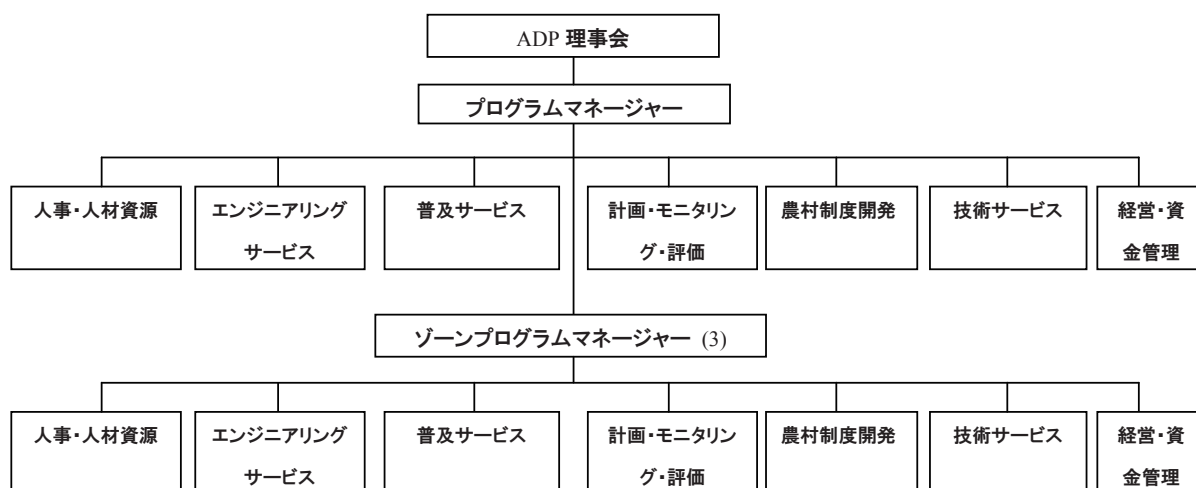 ADP 理事会
プログラムマネージャー
人事・人材資源
エンジニアリング
サービス
普及サービス
計画・モニタリン
グ・評価
農村制度開発
技術サービス
経営・資
金管理
ゾーンプログラムマネージャー (3)
人事・人材資源
エンジニアリング
サービス
普及サービス
計画・モニタリン
グ・評価
農村制度開発
技術サービス
経営・資
金管理